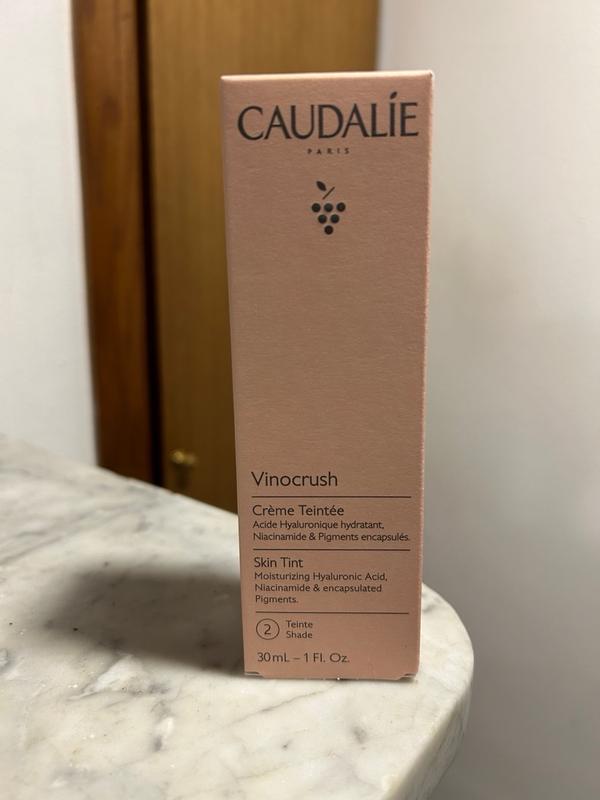 CAUDALÍE
PARIS
Vinocrush
Crème Teintée
Acide Hyaluronique hydratant,
Niacinamide & Pigments encapsulés.
Skin Tint
Moisturizing Hyaluronic Acid,
Niacinamide & encapsulated
Pigments.
2 Teinte
Shade
30 mL – 1 Fl. Oz.